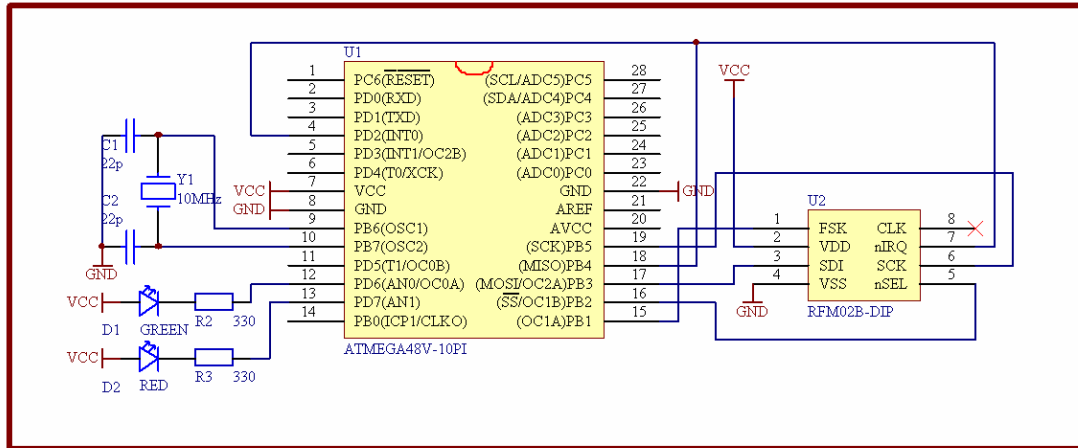 U1
1 PC6(RESET) (SCL/ADC5)PC5 28
2 PD0(RXD) (SDA/ADC4)PC4 27
3 PD1(TXD) (ADC3)PC3 26
4 PD2(INT0) (ADC2)PC2 25
5 PD3(INT1/OC2B) (ADC1)PC1 24
6 PD4(T0/XCK) (ADC0)PC0 23
7 VCC GND 22
8 GND AREF 21
9 PB6(OSC1) AVCC 20
10 PB7(OSC2) (SCK)PB5 19
11 PD5(T1/OC0B) (MISO)PB4 18
12 PD6(AN0/OC0A) (MOSI/OC2A)PB3 17
13 PD7(AN1) (SS/OC1B)PB2 16
14 PB0(ICP1/CLKO) (OC1A)PB1 15
ATMEGA48V-10PI
C1
22p
C2
22p
Y1
10MHz
GND
VCC
GND
GND
VCC
D1 GREEN R2 330
VCC
D2 RED R3 330
VCC
U2
1 FSK CLK 8
2 VDD nIRQ 7
3 SDI SCK 6
4 VSS nSEL 5
GND
RFM02B-DIP